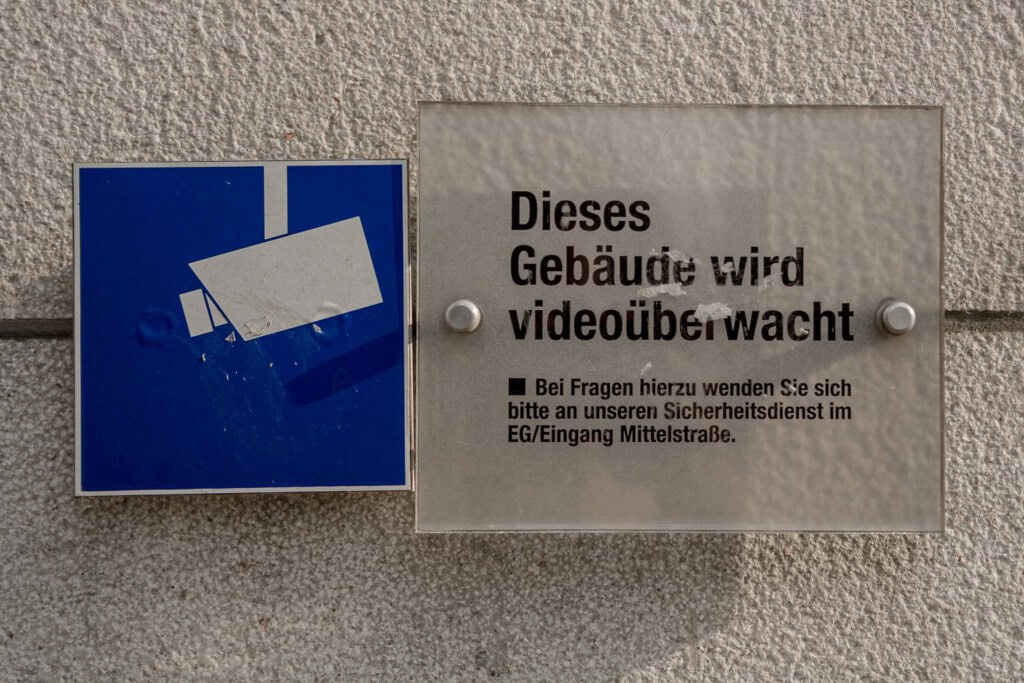 Dieses
Gebäude wird
videoüberwacht
■ Bei Fragen hierzu wenden Sie sich
bitte an unseren Sicherheitsdienst im
EG/Eingang Mittelstraße.